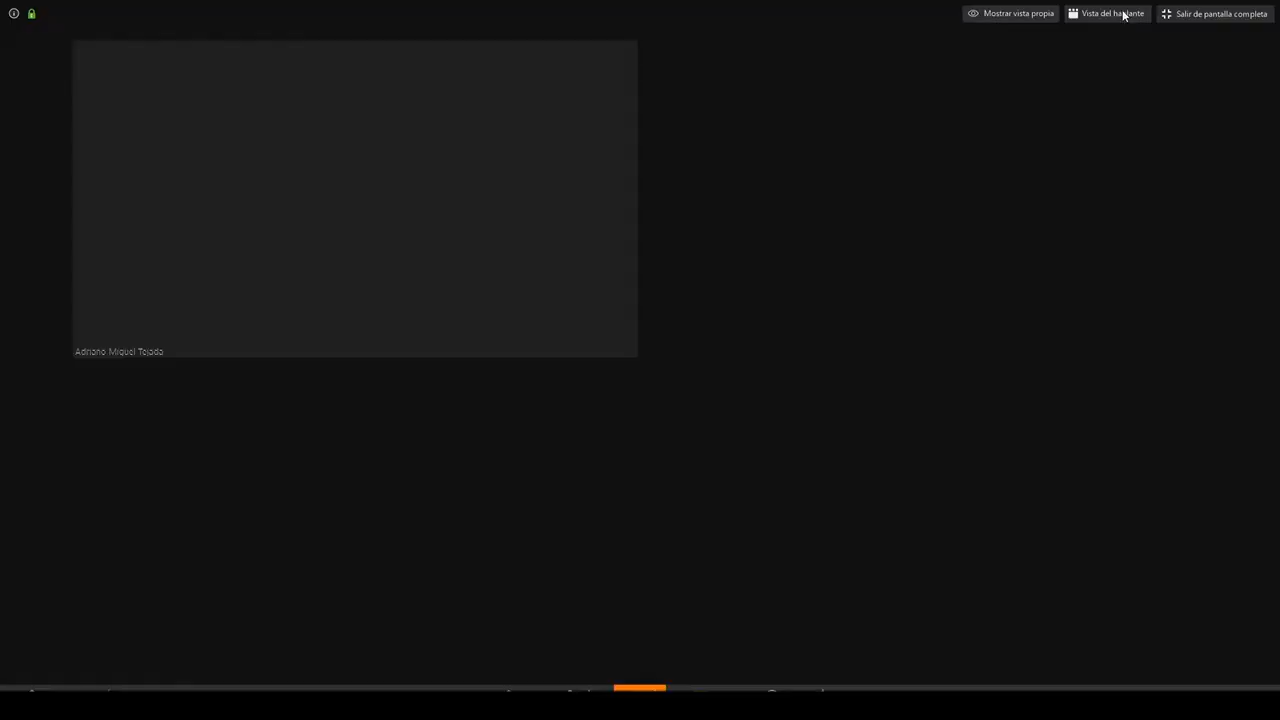 Mostrar vista propia
Vista del hablante
Salir de pantalla completa
Adriano Miguel Tejada